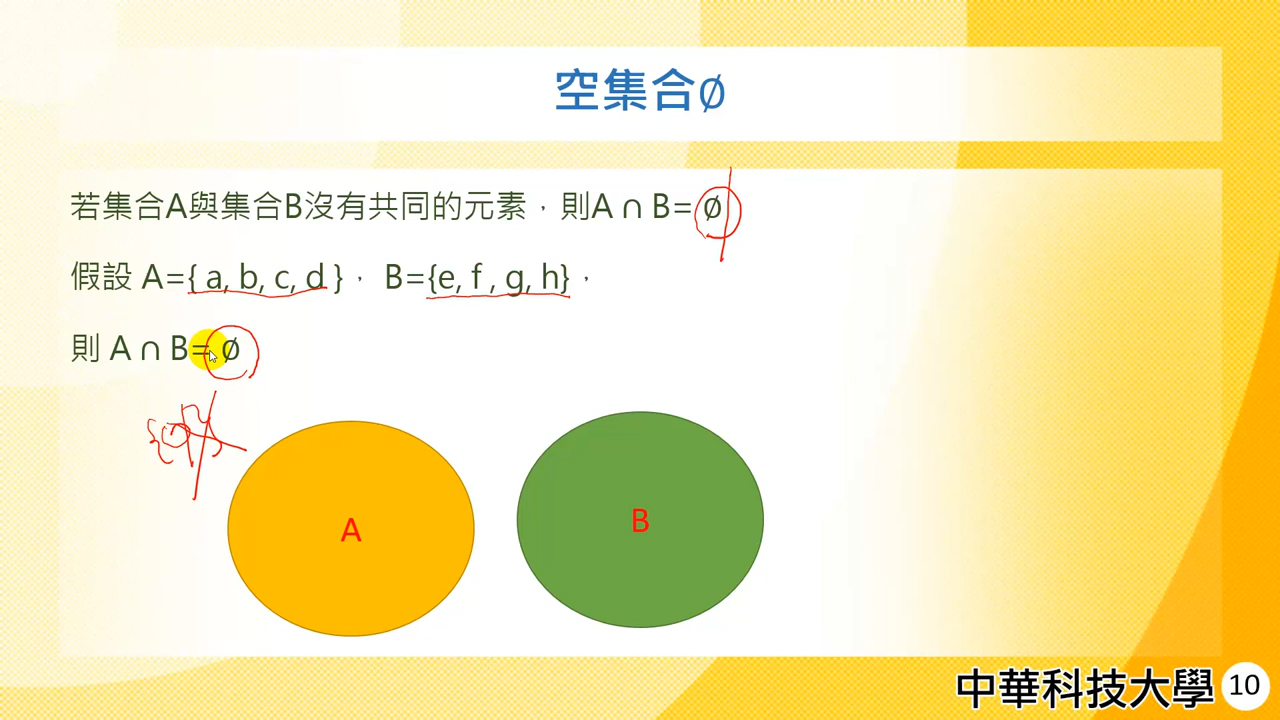 空集合∅
若集合A與集合B沒有共同的元素，則A ∩ B= ∅
假設 A={ a, b, c, d }， B={e, f , g, h}，
則 A ∩ B= ∅
A
B
中華科技大學 10